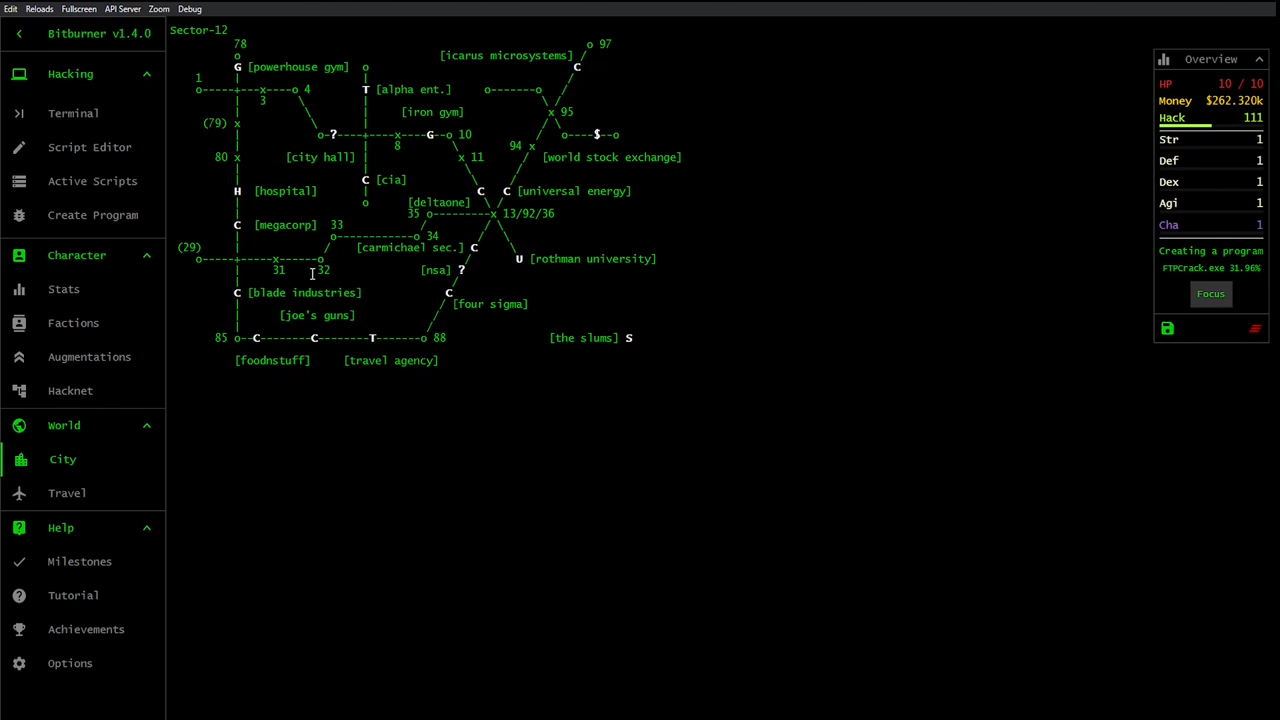 Edit Reloads Fullscreen API Server Zoom Debug
Bitburner v1.4.0
Hacking
Terminal
Script Editor
Active Scripts
Create Program
Character
Stats
Factions
Augmentations
Hacknet
World
City
Travel
Help
Milestones
Tutorial
Achievements
Options
Sector-12
78 o 97
o [icarus microsystems] /
G [powerhouse gym] o C
1
o-----+---x----o 4 T [alpha ent.] o-------o
3 [iron gym] x 95
(79) x
o-?-----+-----x----G--o 10 o----$--o
80 x [city hall] 8 x 11 94 x [world stock exchange]
C [cia]
H [hospital] C C [universal energy]
o [deltaone]
35 o----------x 13/92/36
C [megacorp] 33
o-------------o 34
(29) [carmichael sec.] C
o-----+------x------o U [rothman university]
31 32 [nsa] ?
C [blade industries] C
[four sigma]
[joe's guns]
85 o--C--------C---------T-------o 88 [the slums] S
[foodnstuff] [travel agency]
Overview
HP 10 / 10
Money $262.320k
Hack 111
Str 1
Def 1
Dex 1
Agi 1
Cha 1
Creating a program
FTPCrack.exe 31.96%
Focus